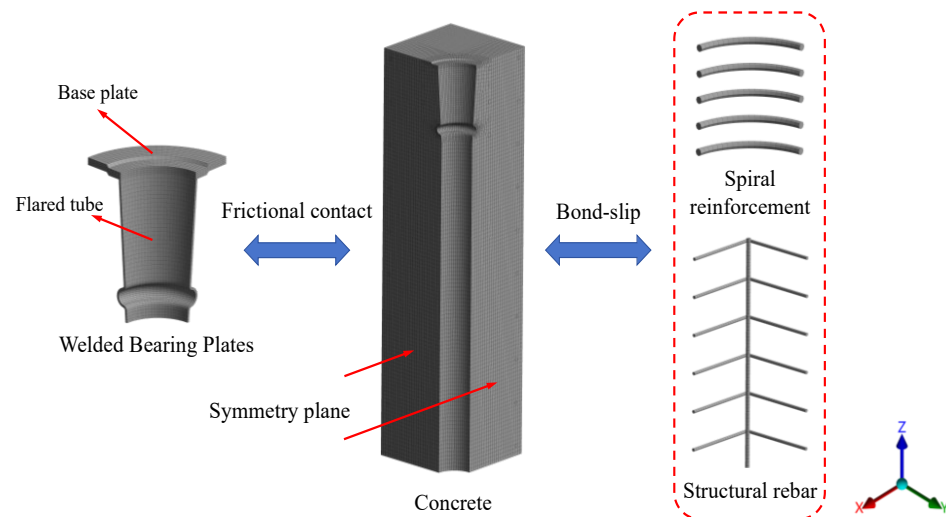 Base plate
Flared tube
Welded Bearing Plates
Frictional contact
Symmetry plane
Concrete
Bond-slip
Spiral
reinforcement
Structural rebar
Z
X
Y